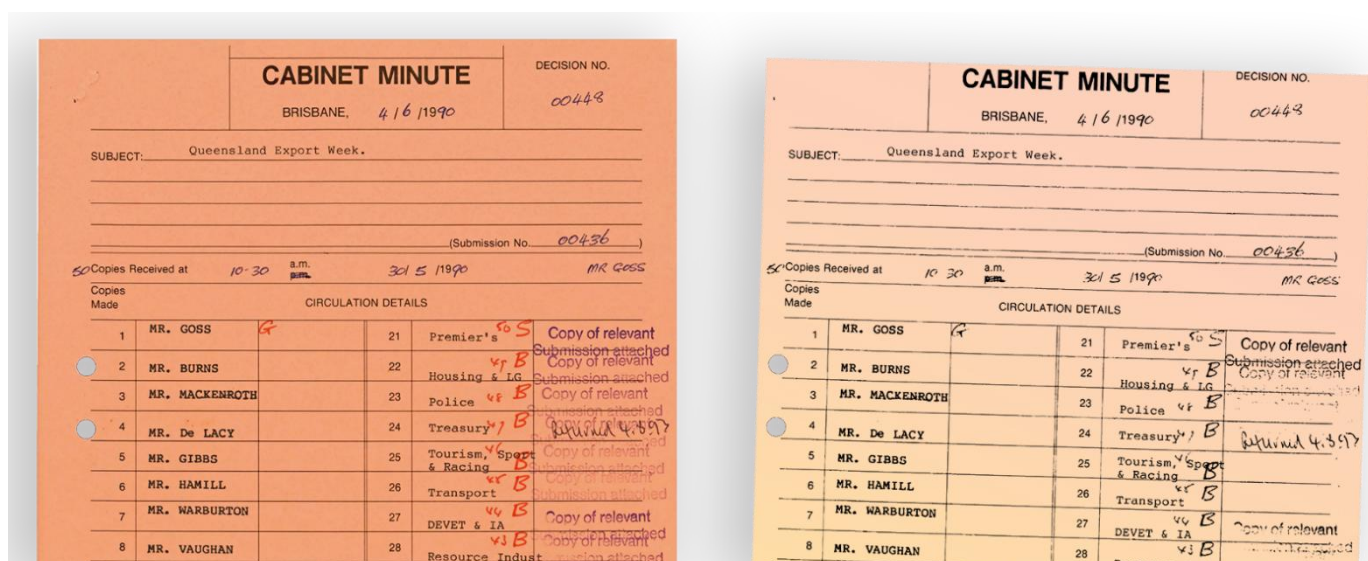 CABINET MINUTE
DECISION NO.
00448
BRISBANE, 4/6/1990
SUBJECT: Queensland Export Week.
(Submission No. 00436)
50 Copies Received at 10-30 a.m. p.m. 30/5/1990 MR GOSS
Copies Made
CIRCULATION DETAILS
1 MR. GOSS G 21 Premier's 50 S Copy of relevant Submission attached
2 MR. BURNS 22 Housing & LG B Copy of relevant Submission attached
3 MR. MACKENROTH 23 Police 48 B Copy of relevant Submission attached
4 MR. De LACY 24 Treasury 47 B Returned
5 MR. GIBBS 25 Tourism, Sport & Racing 46 B Copy of relevant Submission attached
6 MR. HAMILL 26 Transport 45 B Copy of relevant Submission attached
7 MR. WARBURTON 27 DEVET & IA 44 B Copy of relevant
8 MR. VAUGHAN 28 Resource Indust 43 B Copy of relevant
CABINET MINUTE
DECISION NO.
00448
BRISBANE, 4/6/1990
SUBJECT: Queensland Export Week.
(Submission No. 00436)
50 Copies Received at 10 30 a.m. p.m. 30/5/1990 MR GOSS
Copies Made
CIRCULATION DETAILS
1 MR. GOSS G 21 Premier's 50 S Copy of relevant Submission attached
2 MR. BURNS 22 Housing & LG B Copy of relevant
3 MR. MACKENROTH 23 Police 48 B
4 MR. De LACY 24 Treasury 47 B Returned
5 MR. GIBBS 25 Tourism, Sport & Racing 46 B
6 MR. HAMILL 26 Transport 45 B
7 MR. WARBURTON 27 DEVET & IA 44 B Copy of relevant
8 MR. VAUGHAN 28 43 B